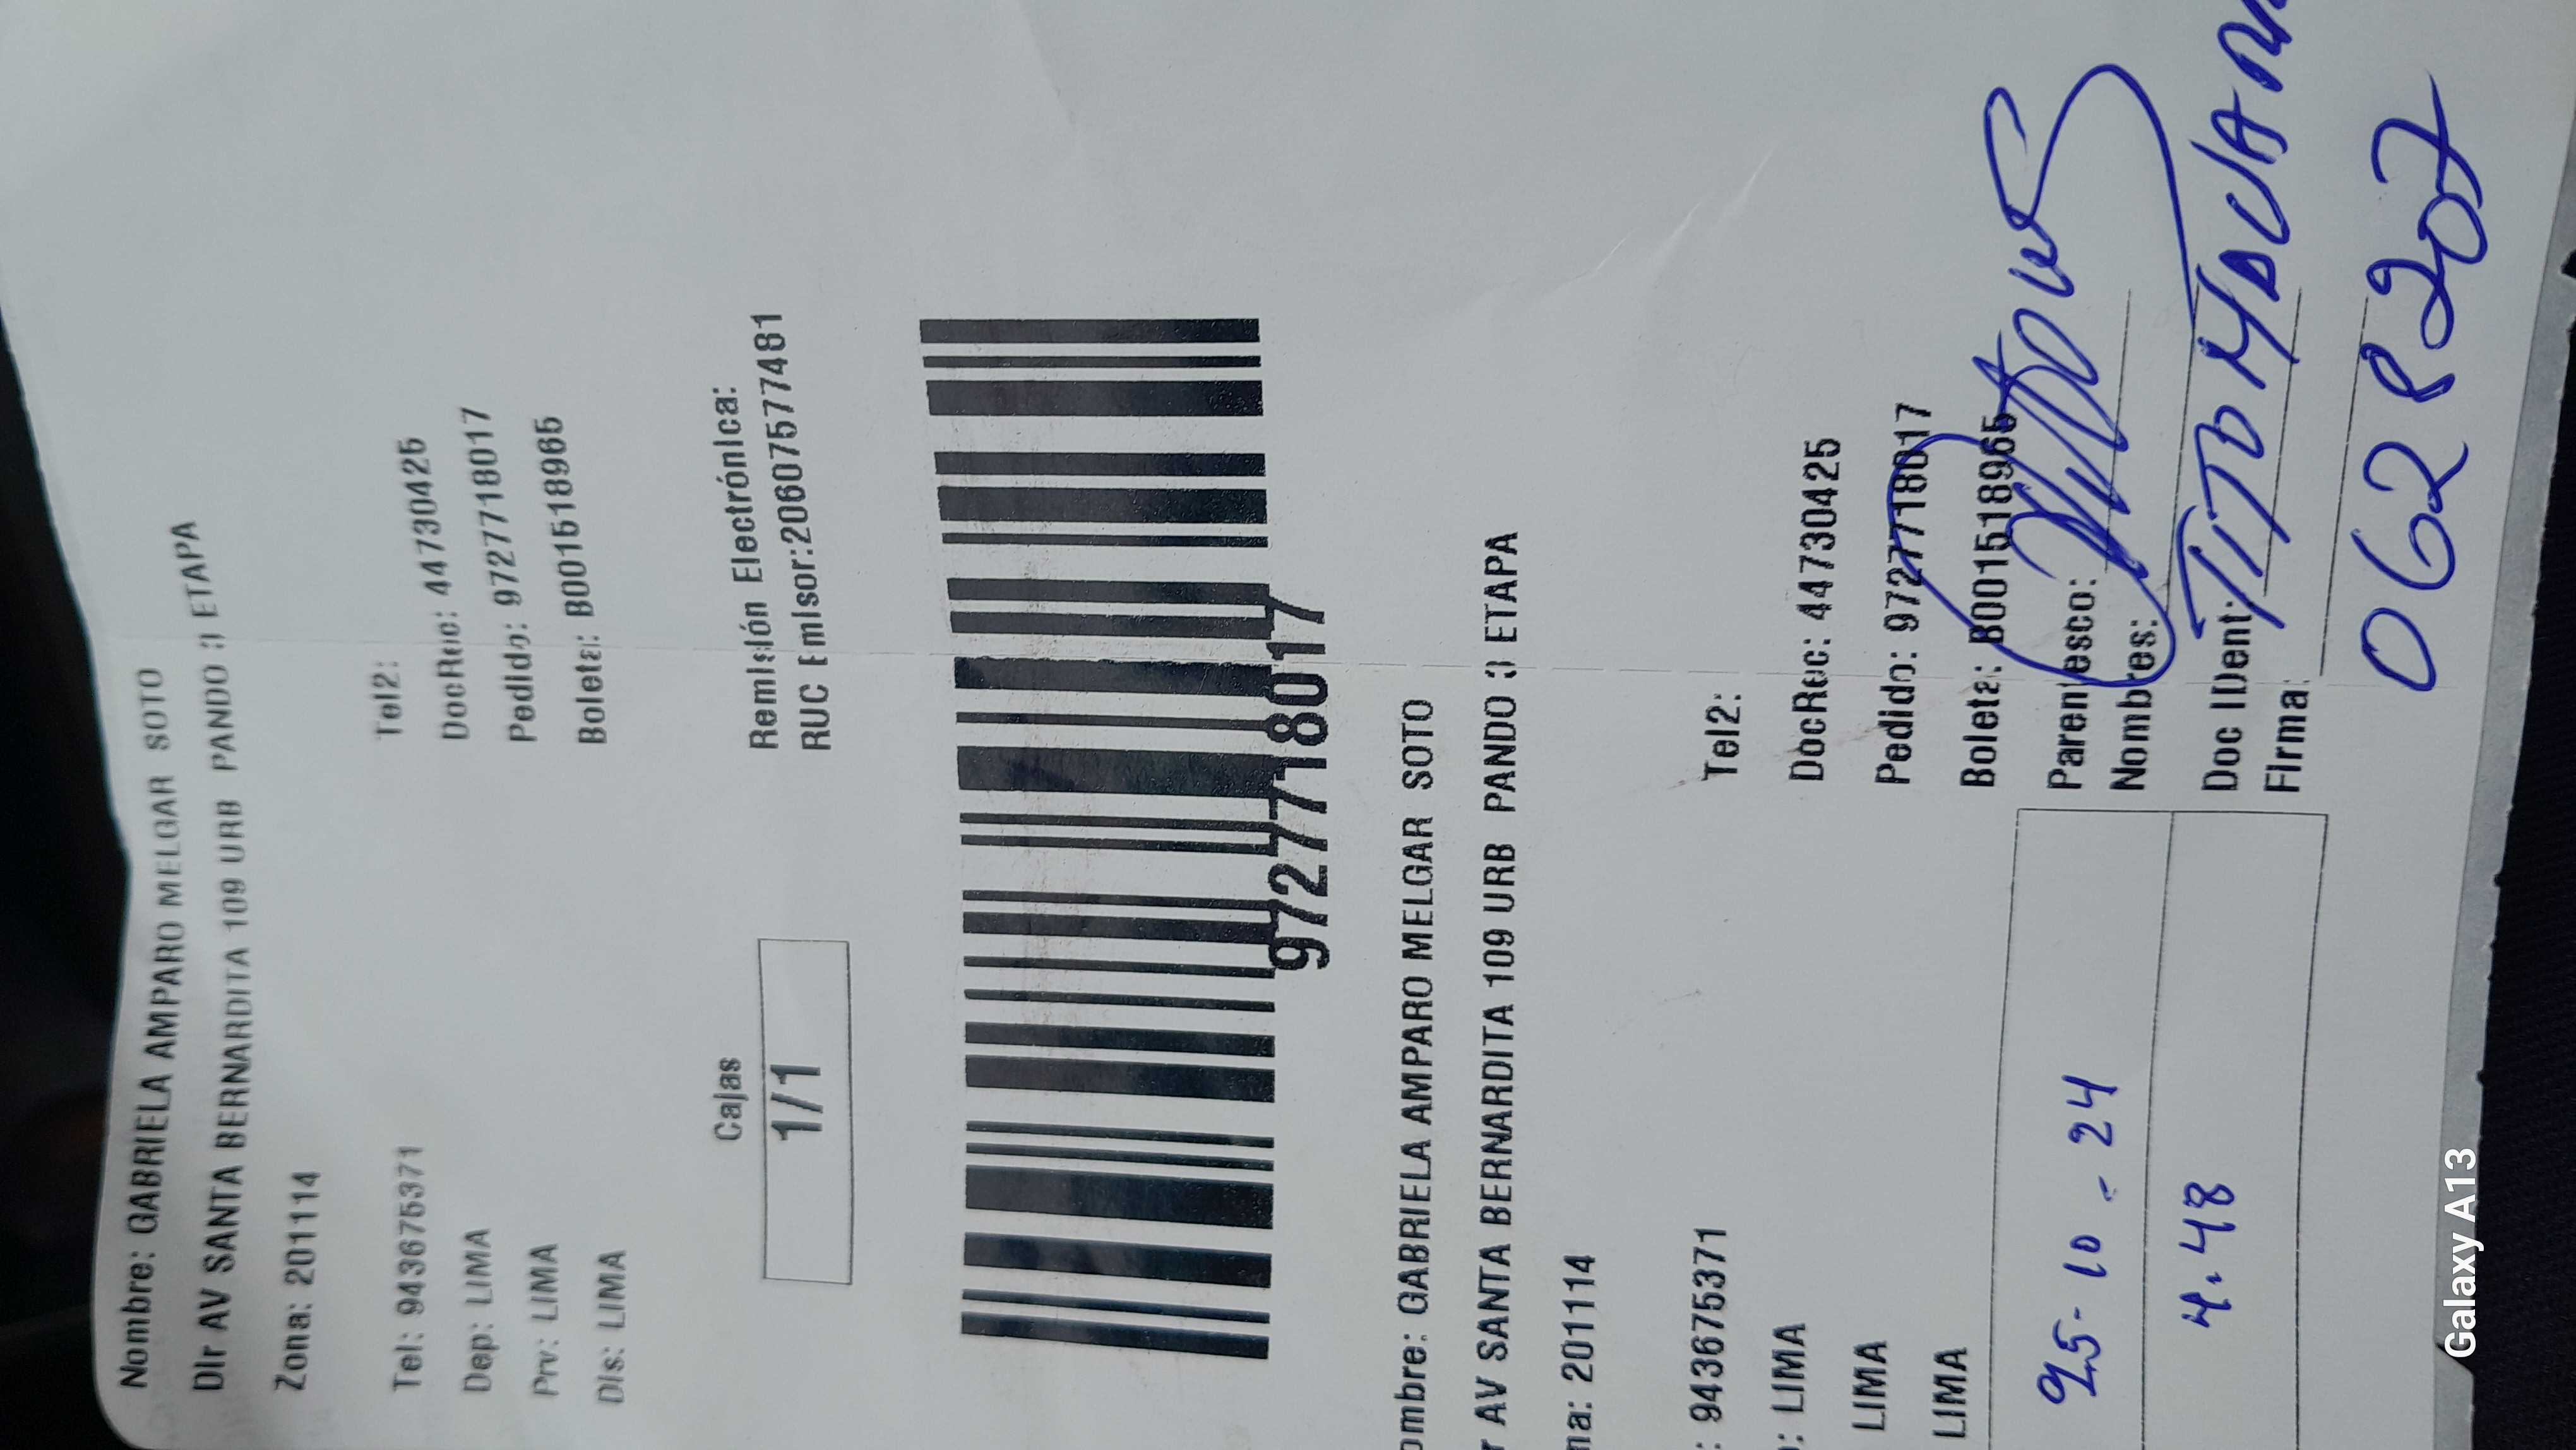 Nombre: GABRIELA AMPARO MELGAR SOTO
Dir AV SANTA BERNARDITA 109 URB PANDO 3 ETAPA
Zona: 201114
Tel: 943675371 Tel2:
Dep: LIMA DocRec: 44730425
Prv: LIMA Pedido: 9727718017
Dis: LIMA Boleta: B001518965
Cajas
1/1
Remisión Electrónica:
RUC Emisor:20607577481
9727718017
ombre: GABRIELA AMPARO MELGAR SOTO
r AV SANTA BERNARDITA 109 URB PANDO 3 ETAPA
na: 201114
: 943675371 Tel2:
: LIMA DocRec: 44730425
LIMA Pedido: 9727718017
LIMA Boleta: B001518965
25-10-24
4.48
Parentesco:
Nombres:
Doc IDent: TITO
Firma:
0628207
Galaxy A13